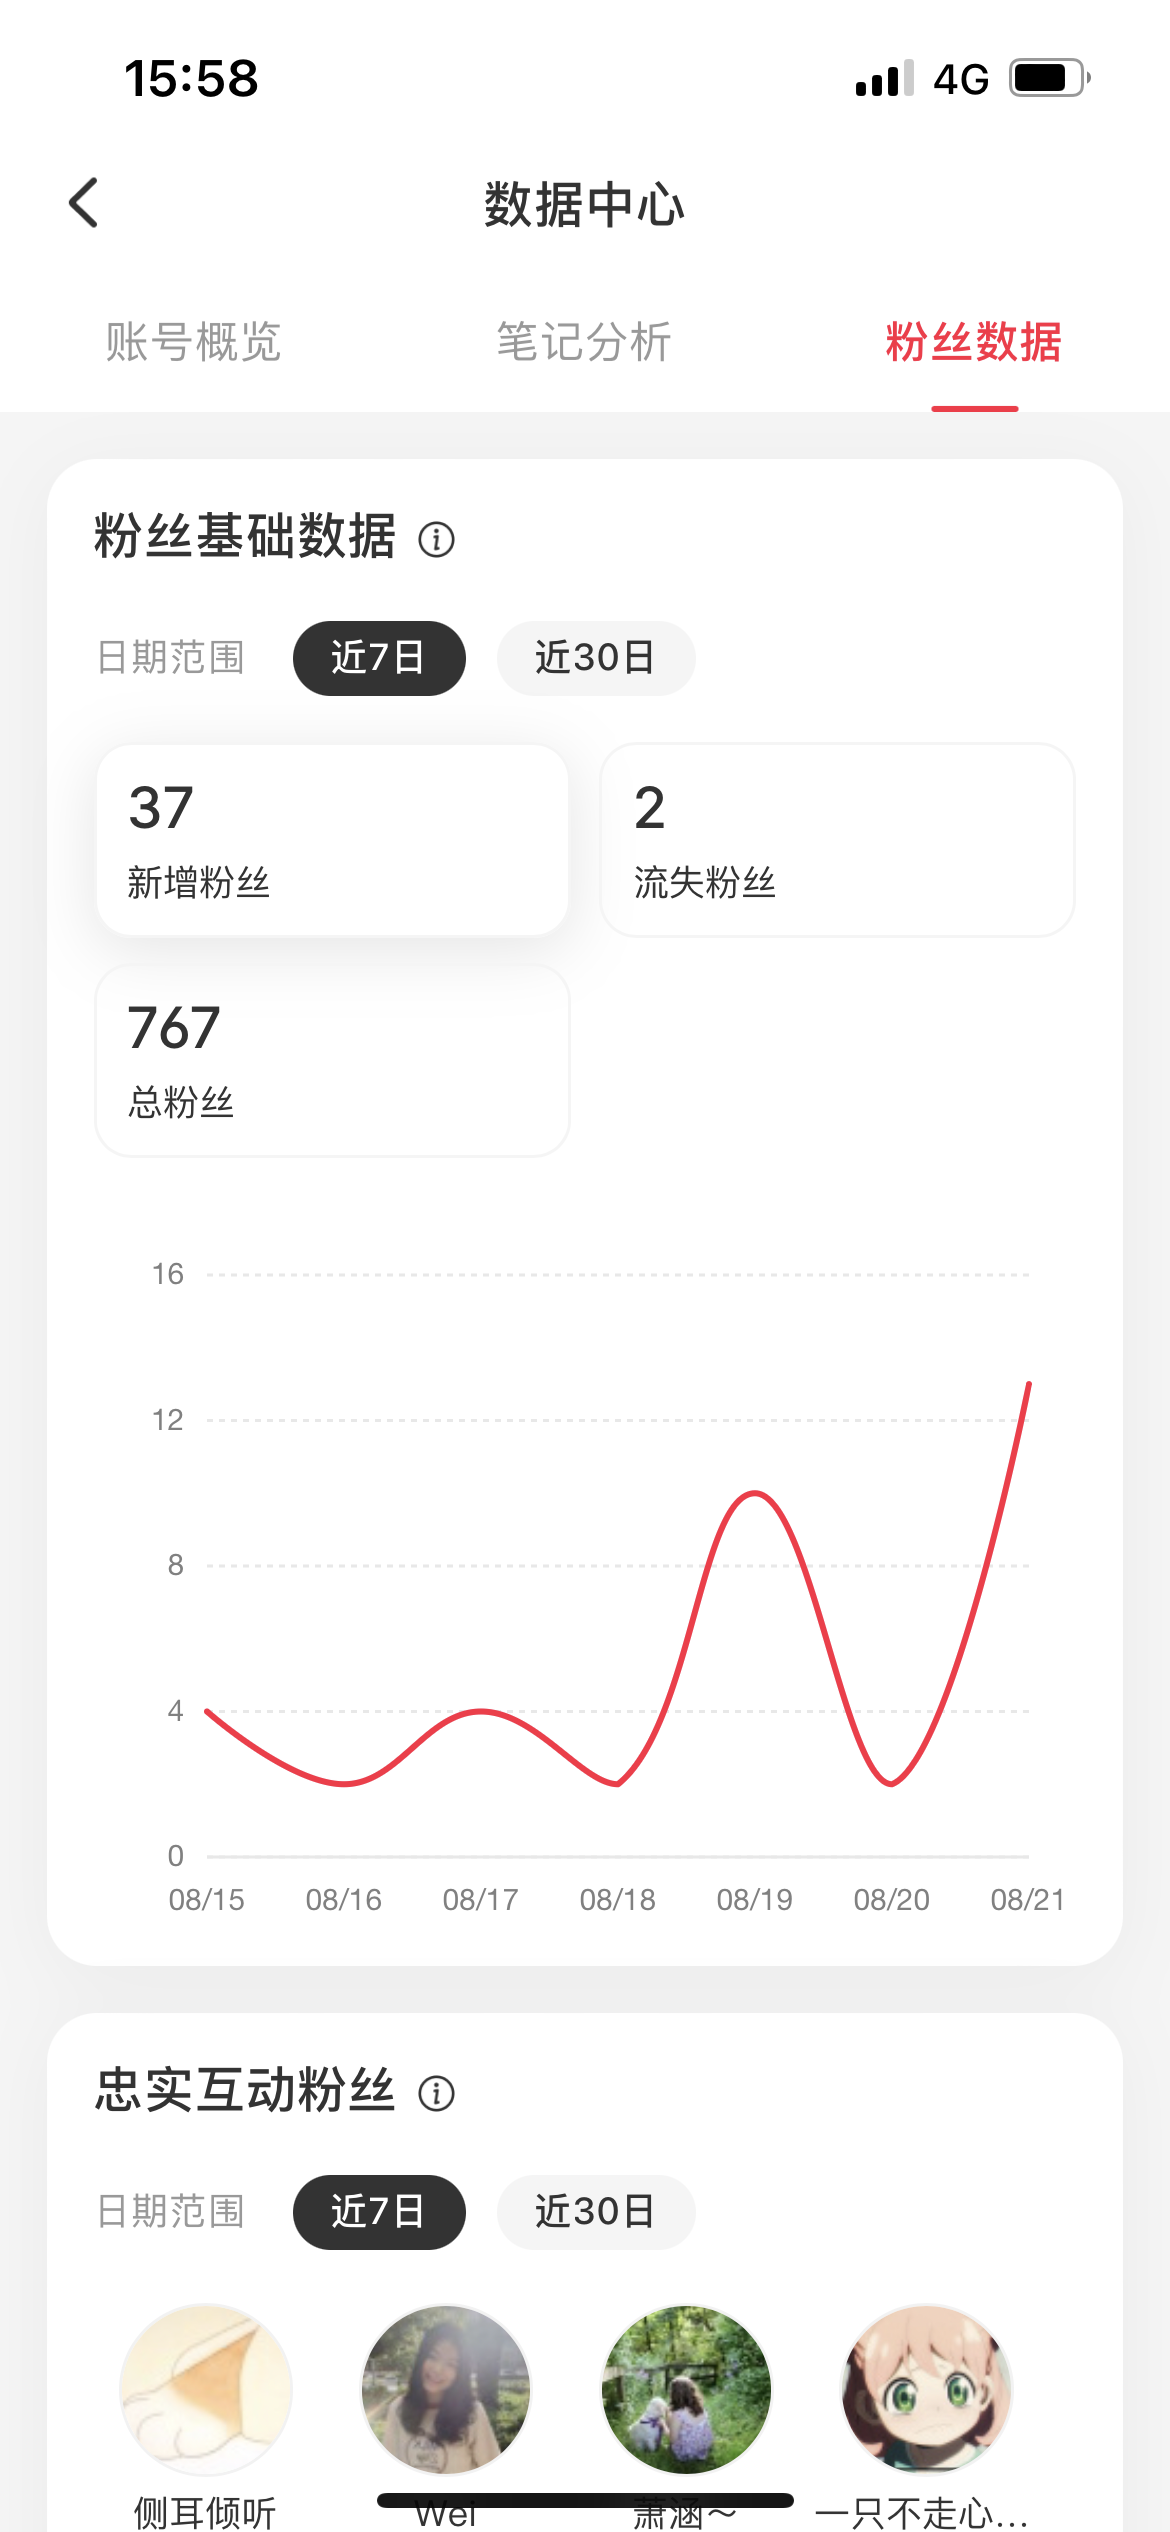 15:58 4G
数据中心
账号概览 笔记分析 粉丝数据
粉丝基础数据
日期范围 近7日 近30日
37 2
新增粉丝 流失粉丝
767
总粉丝
16
12
8
4
0
08/15 08/16 08/17 08/18 08/19 08/20 08/21
忠实互动粉丝
日期范围 近7日 近30日
侧耳倾听 Wei 萧涵～ 一只不走心...